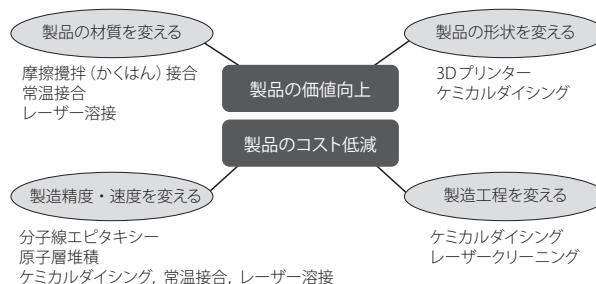 製品の材質を変える
摩擦攪拌（かくはん）接合
常温接合
レーザー溶接
製品の形状を変える
3Dプリンター
ケミカルダイシング
製品の価値向上
製品のコスト低減
製造精度・速度を変える
分子線エピタキシー
原子層堆積
ケミカルダイシング，常温接合，レーザー溶接
製造工程を変える
ケミカルダイシング
レーザークリーニング